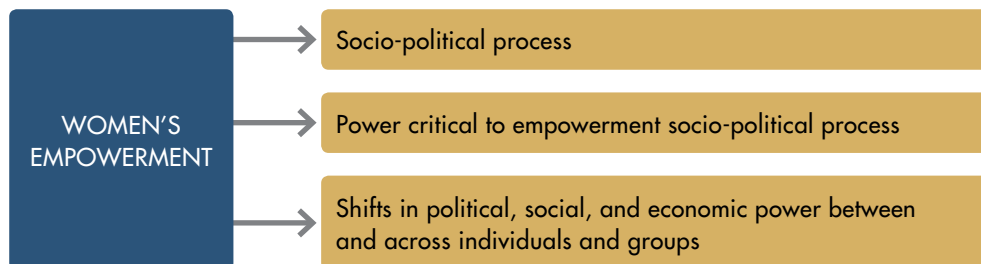 WOMEN'S
EMPOWERMENT
Socio-political process
Power critical to empowerment socio-political process
Shifts in political, social, and economic power between
and across individuals and groups